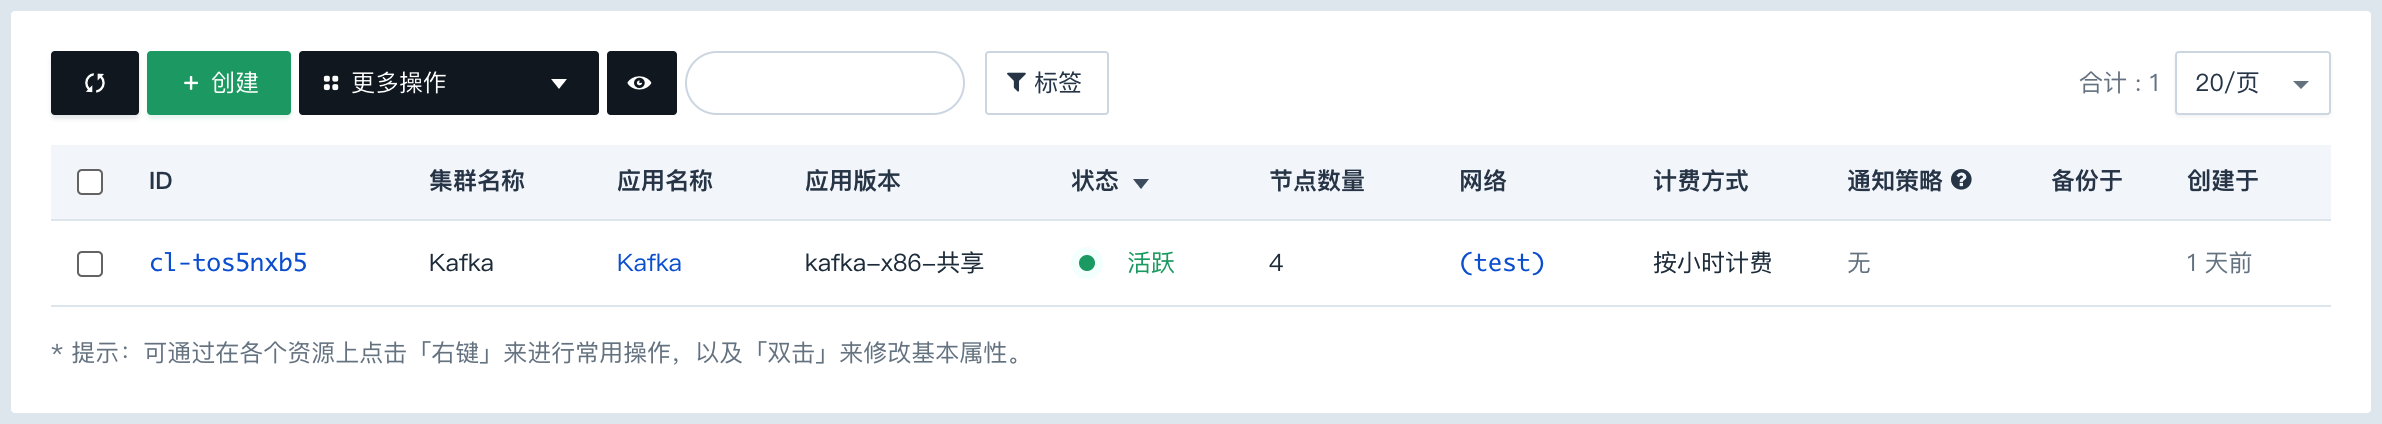 + 创建 更多操作 标签 合计 : 1 20/页
ID 集群名称 应用名称 应用版本 状态 节点数量 网络 计费方式 通知策略 备份于 创建于
cl-tos5nxb5 Kafka Kafka kafka-x86-共享 活跃 4 (test) 按小时计费 无 1 天前
* 提示：可通过在各个资源上点击「右键」来进行常用操作，以及「双击」来修改基本属性。